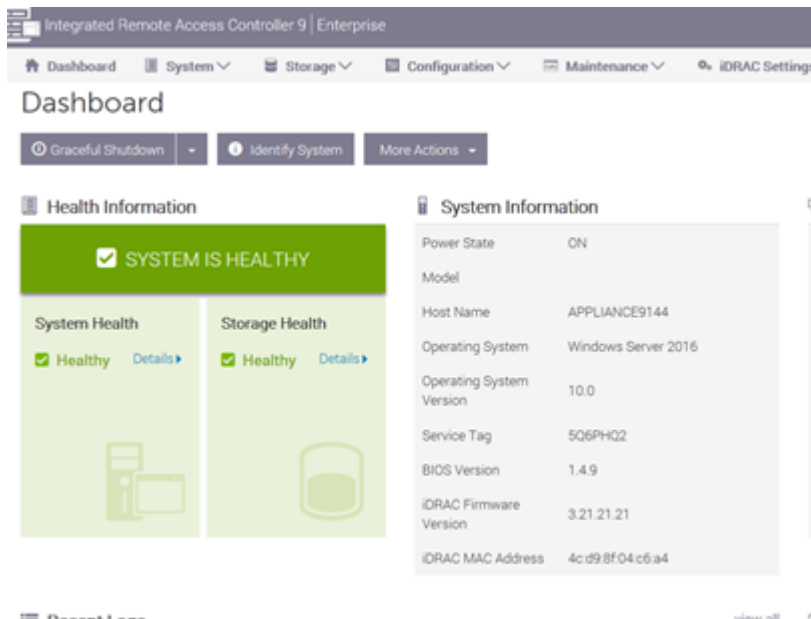 Integrated Remote Access Controller 9 | Enterprise
Dashboard System Storage Configuration Maintenance iDRAC Settings
Dashboard
Graceful Shutdown Identify System More Actions
Health Information
SYSTEM IS HEALTHY
System Health
Healthy Details
Storage Health
Healthy Details
System Information
Power State ON
Model
Host Name APPLIANCE9144
Operating System Windows Server 2016
Operating System
Version 10.0
Service Tag 5Q6PHQ2
BIOS Version 1.4.9
iDRAC Firmware
Version 3.21.21.21
iDRAC MAC Address 4c:d9:8f:04:c6:a4
Recent Logs view all